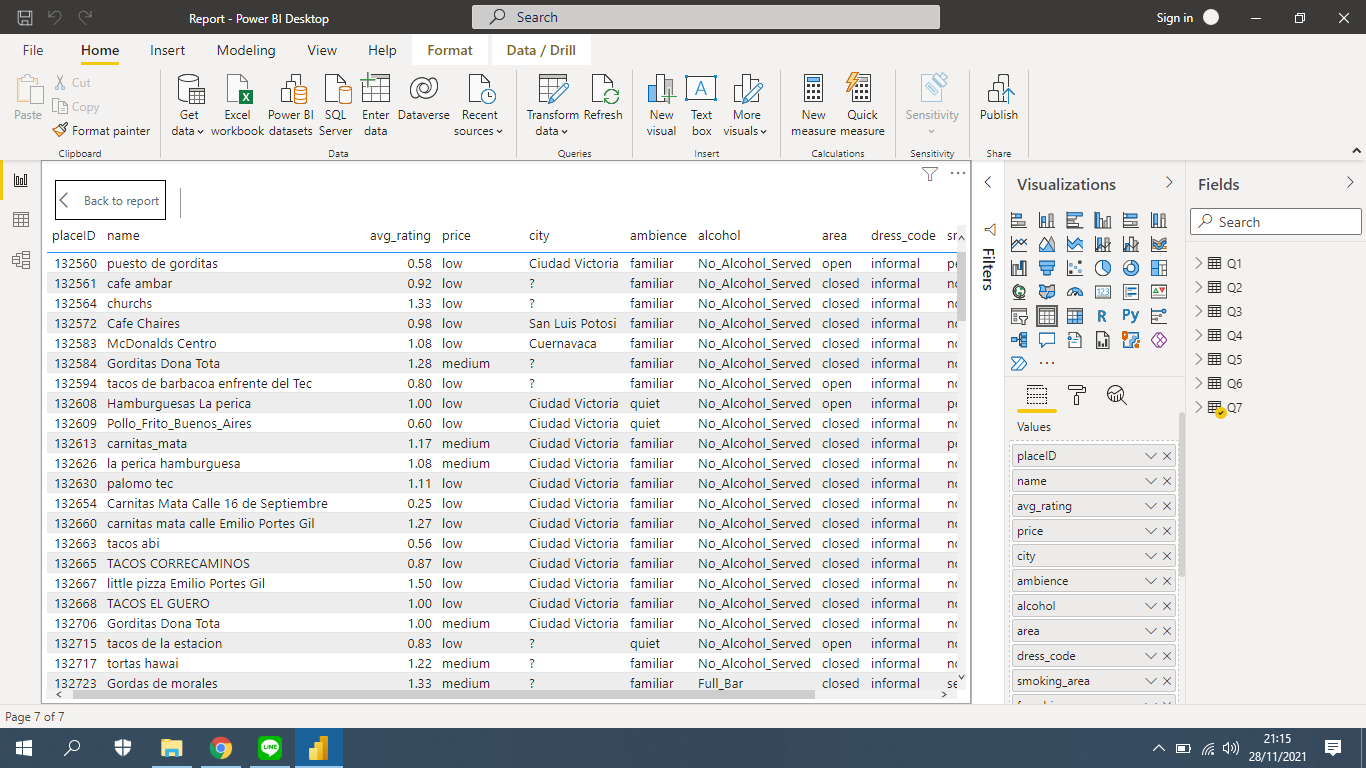 Report - Power BI Desktop
Search
Sign in
File Home Insert Modeling View Help Format Data / Drill
Paste
Cut
Copy
Format painter
Clipboard
Get data
Excel workbook
Power BI datasets
SQL Server
Enter data
Dataverse
Recent sources
Data
Transform data
Refresh
Queries
New visual
Text box
More visuals
Insert
New measure
Quick measure
Calculations
Sensitivity
Sensitivity
Publish
Share
Back to report
placeID name avg_rating price city ambience alcohol area dress_code
132560 puesto de gorditas 0.58 low Ciudad Victoria familiar No_Alcohol_Served open informal
132561 cafe ambar 0.92 low ? familiar No_Alcohol_Served closed informal
132564 churchs 1.33 low ? familiar No_Alcohol_Served closed informal
132572 Cafe Chaires 0.98 low San Luis Potosi familiar No_Alcohol_Served closed informal
132583 McDonalds Centro 1.08 low Cuernavaca familiar No_Alcohol_Served closed informal
132584 Gorditas Dona Tota 1.28 medium ? familiar No_Alcohol_Served closed informal
132594 tacos de barbacoa enfrente del Tec 0.80 low ? familiar No_Alcohol_Served open informal
132608 Hamburguesas La perica 1.00 low Ciudad Victoria quiet No_Alcohol_Served open informal
132609 Pollo_Frito_Buenos_Aires 0.60 low Ciudad Victoria quiet No_Alcohol_Served closed informal
132613 carnitas_mata 1.17 medium Ciudad Victoria familiar No_Alcohol_Served closed informal
132626 la perica hamburguesa 1.08 medium Ciudad Victoria familiar No_Alcohol_Served closed informal
132630 palomo tec 1.11 low Ciudad Victoria familiar No_Alcohol_Served closed informal
132654 Carnitas Mata Calle 16 de Septiembre 0.25 low Ciudad Victoria familiar No_Alcohol_Served closed informal
132660 carnitas mata calle Emilio Portes Gil 1.27 low Ciudad Victoria familiar No_Alcohol_Served closed informal
132663 tacos abi 0.56 low Ciudad Victoria familiar No_Alcohol_Served closed informal
132665 TACOS CORRECAMINOS 0.87 low Ciudad Victoria familiar No_Alcohol_Served closed informal
132667 little pizza Emilio Portes Gil 1.50 low Ciudad Victoria familiar No_Alcohol_Served closed informal
132668 TACOS EL GUERO 1.00 low Ciudad Victoria familiar No_Alcohol_Served closed informal
132706 Gorditas Dona Tota 1.00 medium Ciudad Victoria familiar No_Alcohol_Served closed informal
132715 tacos de la estacion 0.83 low ? quiet No_Alcohol_Served open informal
132717 tortas hawai 1.22 medium ? familiar No_Alcohol_Served closed informal
132723 Gordas de morales 1.33 medium ? familiar Full_Bar closed informal
Filters
Visualizations
R Py
Values
placeID
name
avg_rating
price
city
ambience
alcohol
area
dress_code
smoking_area
Fields
Search
Q1
Q2
Q3
Q4
Q5
Q6
Q7
Page 7 of 7
LINE
21:15
28/11/2021